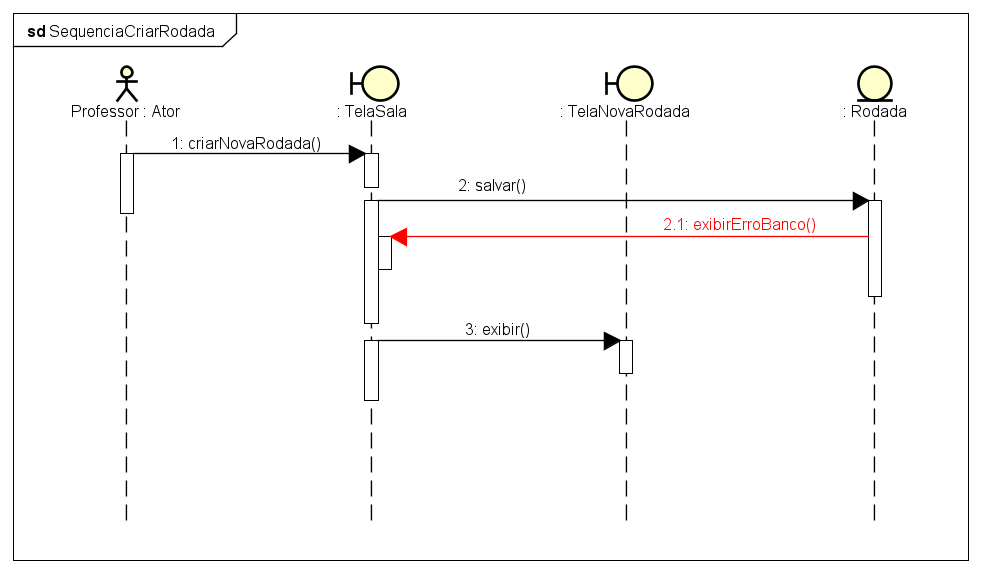 sd SequenciaCriarRodada
Professor : Ator
: TelaSala
: TelaNovaRodada
: Rodada
1: criarNovaRodada()
2: salvar()
2.1: exibirErroBanco()
3: exibir()